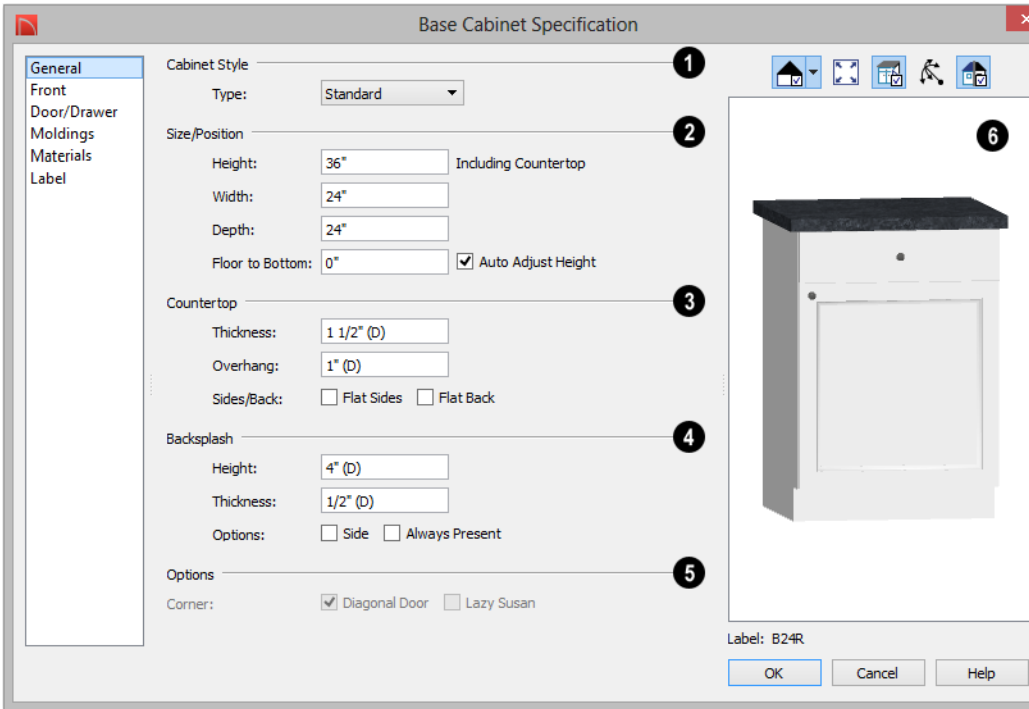 Base Cabinet Specification
General
Front
Door/Drawer
Moldings
Materials
Label
Cabinet Style 1
Type: Standard
Size/Position 2
Height: 36" Including Countertop
Width: 24"
Depth: 24"
Floor to Bottom: 0" Auto Adjust Height
Countertop 3
Thickness: 1 1/2" (D)
Overhang: 1" (D)
Sides/Back: Flat Sides Flat Back
Backsplash 4
Height: 4" (D)
Thickness: 1/2" (D)
Options: Side Always Present
Options 5
Corner: Diagonal Door Lazy Susan
6
Label: B24R
OK Cancel Help